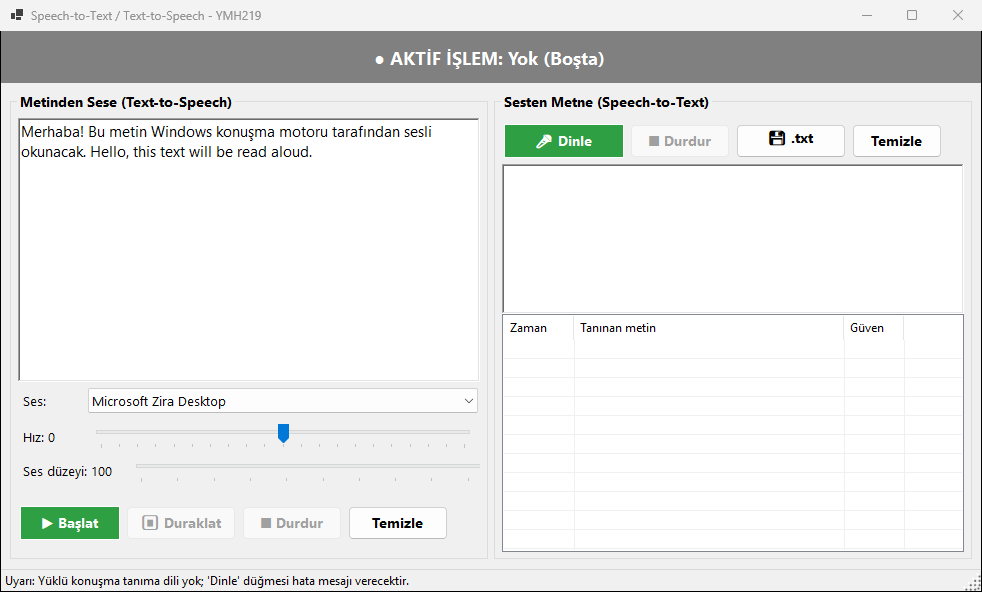 Speech-to-Text / Text-to-Speech - YMH219
● AKTİF İŞLEM: Yok (Boşta)
Metinden Sese (Text-to-Speech)
Merhaba! Bu metin Windows konuşma motoru tarafından sesli
okunacak. Hello, this text will be read aloud.
Ses:
Microsoft Zira Desktop
Hız: 0
Ses düzeyi: 100
Başlat
Duraklat
Durdur
Temizle
Sesten Metne (Speech-to-Text)
Dinle
Durdur
.txt
Temizle
Zaman
Tanınan metin
Güven
Uyarı: Yüklü konuşma tanıma dili yok; 'Dinle' düğmesi hata mesajı verecektir.